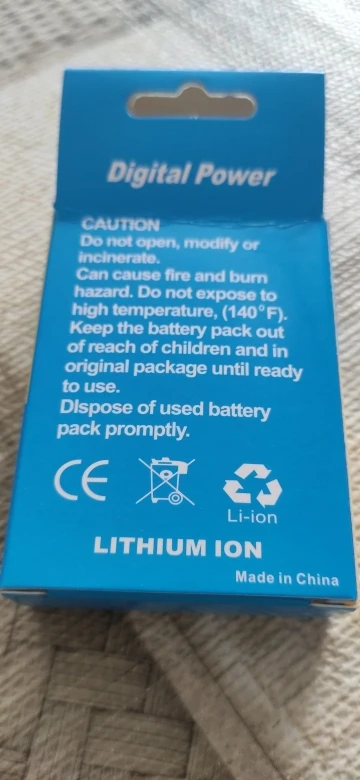 Digital Power
CAUTION
Do not open, modify or
incinerate.
Can cause fire and burn
hazard. Do not expose to
high temperature, (140°F).
Keep the battery pack out
of reach of children and in
original package until ready
to use.
DIspose of used battery
pack promptly.
CE
Li-ion
LITHIUM ION
Made in China